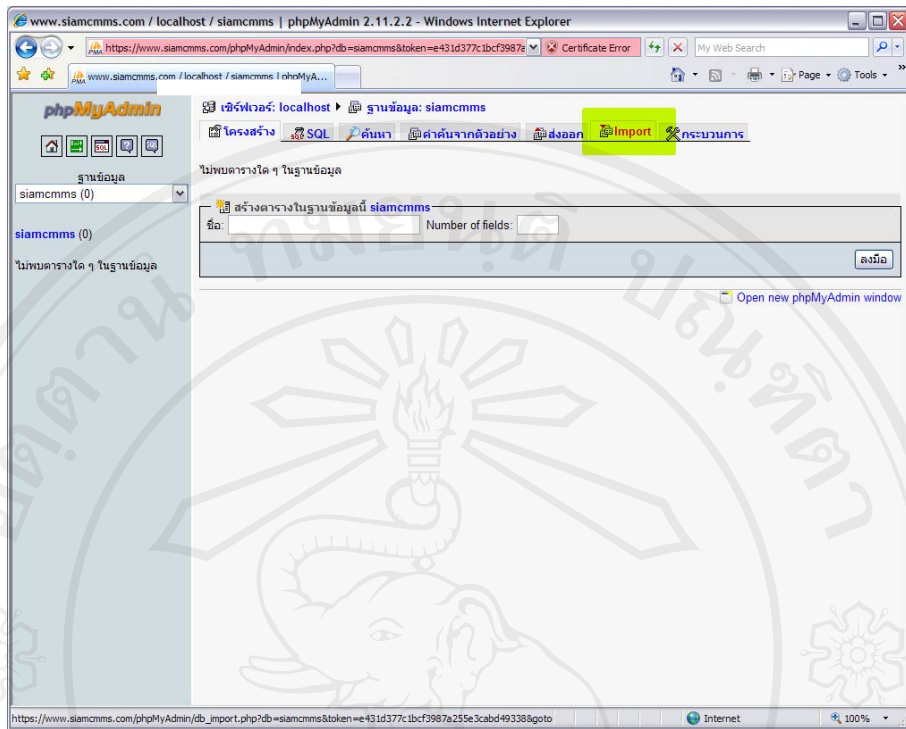 www.siamcmms.com / localhost / siamcmms | phpMyAdmin 2.11.2.2 - Windows Internet Explorer
https://www.siamcmms.com/phpMyAdmin/index.php?db=siamcmms&token=e431d377c1bcf3987a Certificate Error My Web Search
www.siamcmms.com / localhost / siamcmms | phpMyA... Page Tools
phpMyAdmin
ฐานข้อมูล
siamcmms (0)
siamcmms (0)
ไม่พบตารางใด ๆ ในฐานข้อมูล
เซิร์ฟเวอร์: localhost ฐานข้อมูล: siamcmms
โครงสร้าง SQL ค้นหา คำค้นจากตัวอย่าง ส่งออก Import กระบวนการ
ไม่พบตารางใด ๆ ในฐานข้อมูล
สร้างตารางในฐานข้อมูลนี้ siamcmms
ชื่อ: Number of fields:
ลงมือ
Open new phpMyAdmin window
https://www.siamcmms.com/phpMyAdmin/db_import.php?db=siamcmms&token=e431d377c1bcf3987a255e3cabd49338&goto Internet 100%